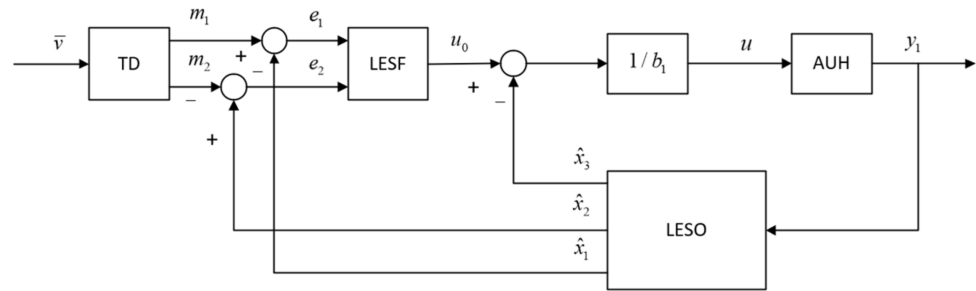 v̄
TD
m₁
m₂
+
−
−
+
e₁
e₂
LESF
u₀
+
−
1/b₁
u
AUH
y₁
x̂₃
x̂₂
x̂₁
LESO